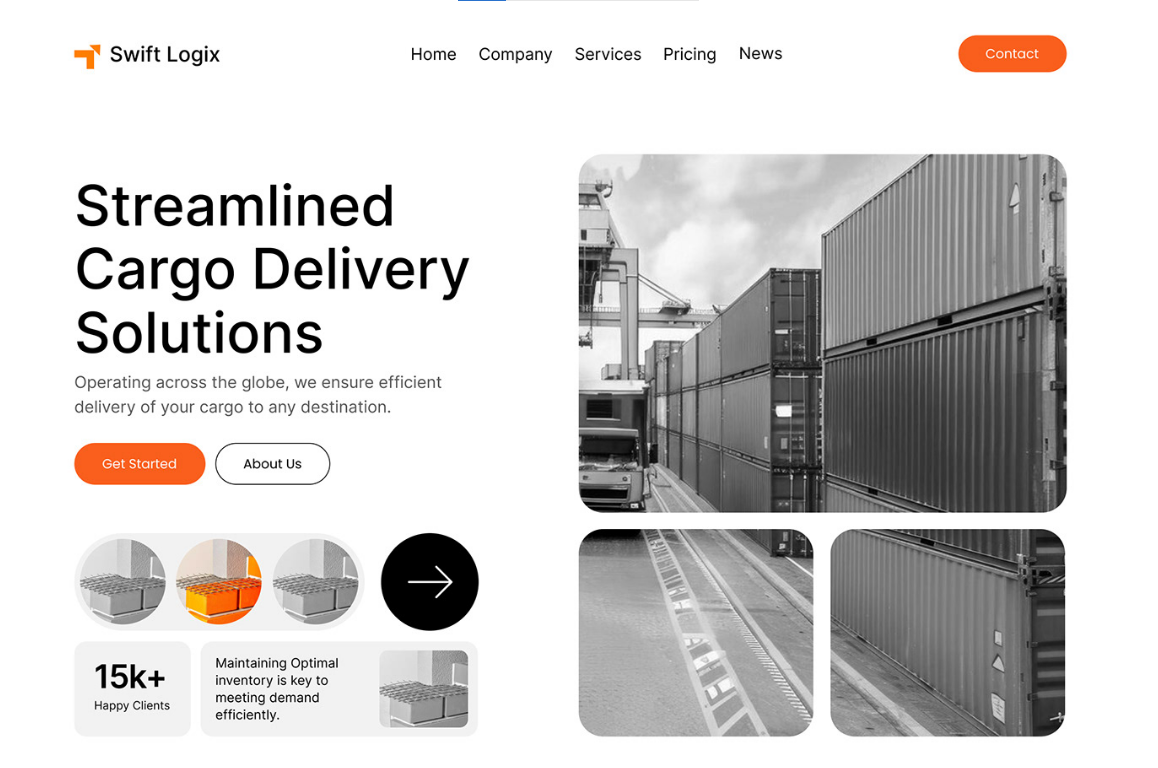 Swift Logix
Home Company Services Pricing News
Contact
Streamlined
Cargo Delivery
Solutions
Operating across the globe, we ensure efficient
delivery of your cargo to any destination.
Get Started
About Us
15k+
Happy Clients
Maintaining Optimal
inventory is key to
meeting demand
efficiently.